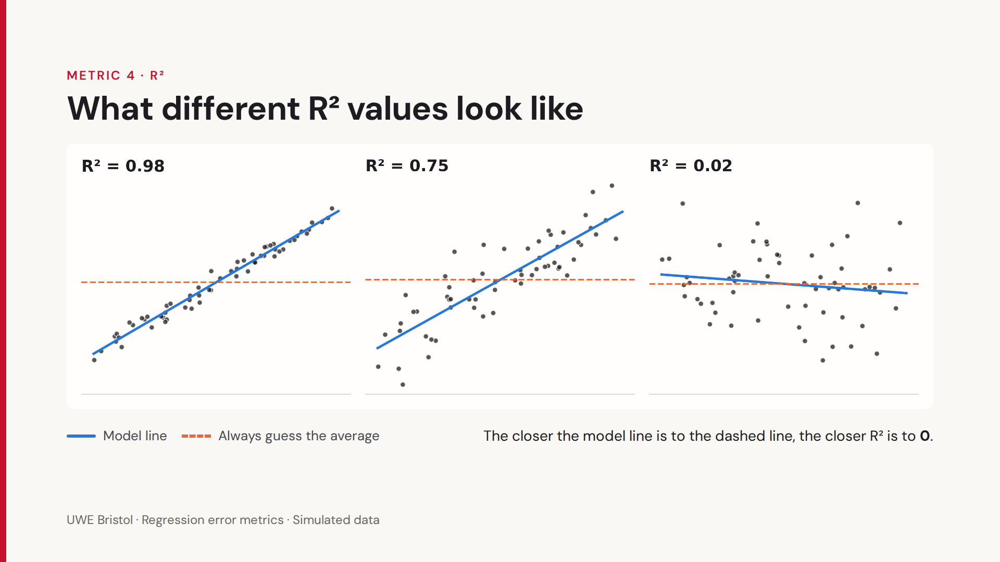 METRIC 4 · R²
What different R² values look like
R² = 0.98
R² = 0.75
R² = 0.02
Model line
Always guess the average
The closer the model line is to the dashed line, the closer R² is to 0.
UWE Bristol · Regression error metrics · Simulated data